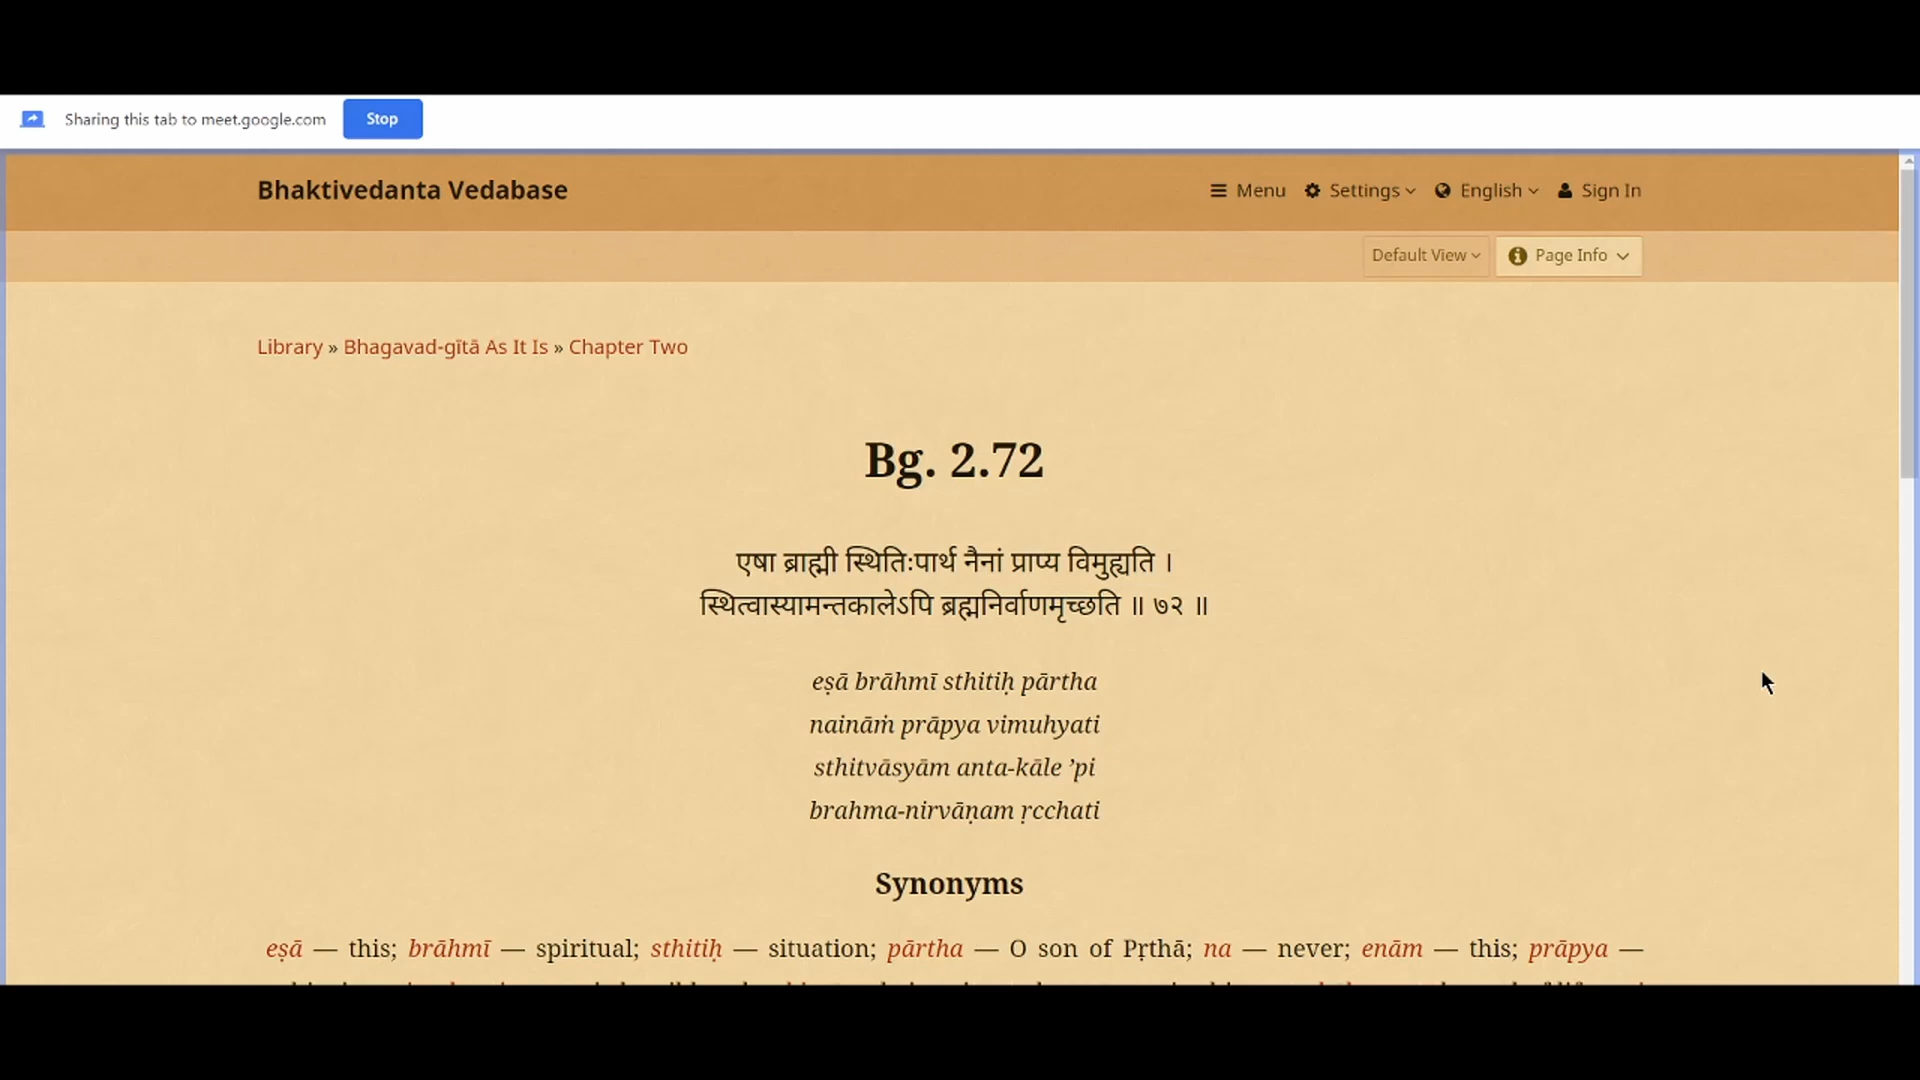 Sharing this tab to meet.google.com Stop
Bhaktivedanta Vedabase Menu Settings English Sign In
Default View Page Info
Library » Bhagavad-gītā As It Is » Chapter Two
Bg. 2.72
एषा ब्राह्मी स्थितिःपार्थ नैनां प्राप्य विमुह्यति ।
स्थित्वास्यामन्तकालेऽपि ब्रह्मनिर्वाणमृच्छति ॥ ७२ ॥
eṣā brāhmī sthitiḥ pārtha
naināṁ prāpya vimuhyati
sthitvāsyām anta-kāle ’pi
brahma-nirvāṇam ṛcchati
Synonyms
eṣā — this; brāhmī — spiritual; sthitiḥ — situation; pārtha — O son of Pṛthā; na — never; enām — this; prāpya —